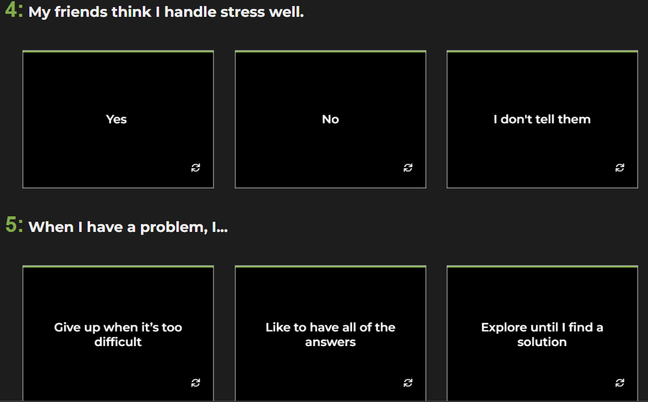 4: My friends think I handle stress well.
Yes
No
I don't tell them
5: When I have a problem, I...
Give up when it’s too
difficult
Like to have all of the
answers
Explore until I find a
solution